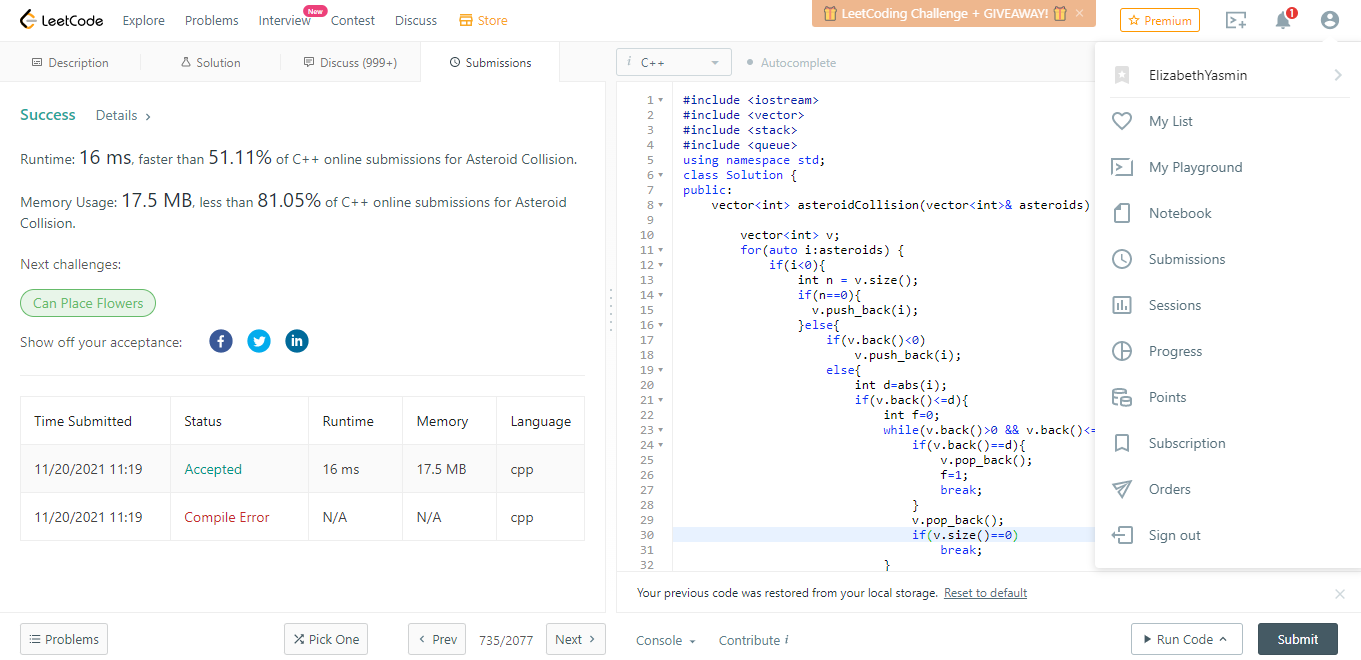 LeetCode Explore Problems Interview New Contest Discuss Store LeetCoding Challenge + GIVEAWAY! × Premium 1
Description Solution Discuss (999+) Submissions
i C++ Autocomplete
Success Details
Runtime: 16 ms, faster than 51.11% of C++ online submissions for Asteroid Collision.
Memory Usage: 17.5 MB, less than 81.05% of C++ online submissions for Asteroid
Collision.
Next challenges:
Can Place Flowers
Show off your acceptance:
Time Submitted Status Runtime Memory Language
11/20/2021 11:19 Accepted 16 ms 17.5 MB cpp
11/20/2021 11:19 Compile Error N/A N/A cpp
1 #include <iostream>
2 #include <vector>
3 #include <stack>
4 #include <queue>
5 using namespace std;
6 class Solution {
7 public:
8 vector<int> asteroidCollision(vector<int>& asteroids)
9
10 vector<int> v;
11 for(auto i:asteroids) {
12 if(i<0){
13 int n = v.size();
14 if(n==0){
15 v.push_back(i);
16 }else{
17 if(v.back()<0)
18 v.push_back(i);
19 else{
20 int d=abs(i);
21 if(v.back()<=d){
22 int f=0;
23 while(v.back()>0 && v.back()<=
24 if(v.back()==d){
25 v.pop_back();
26 f=1;
27 break;
28 }
29 v.pop_back();
30 if(v.size()==0)
31 break;
32 }
ElizabethYasmin
My List
My Playground
Notebook
Submissions
Sessions
Progress
Points
Subscription
Orders
Sign out
Your previous code was restored from your local storage. Reset to default
Problems Pick One Prev 735/2077 Next Console Contribute i Run Code Submit